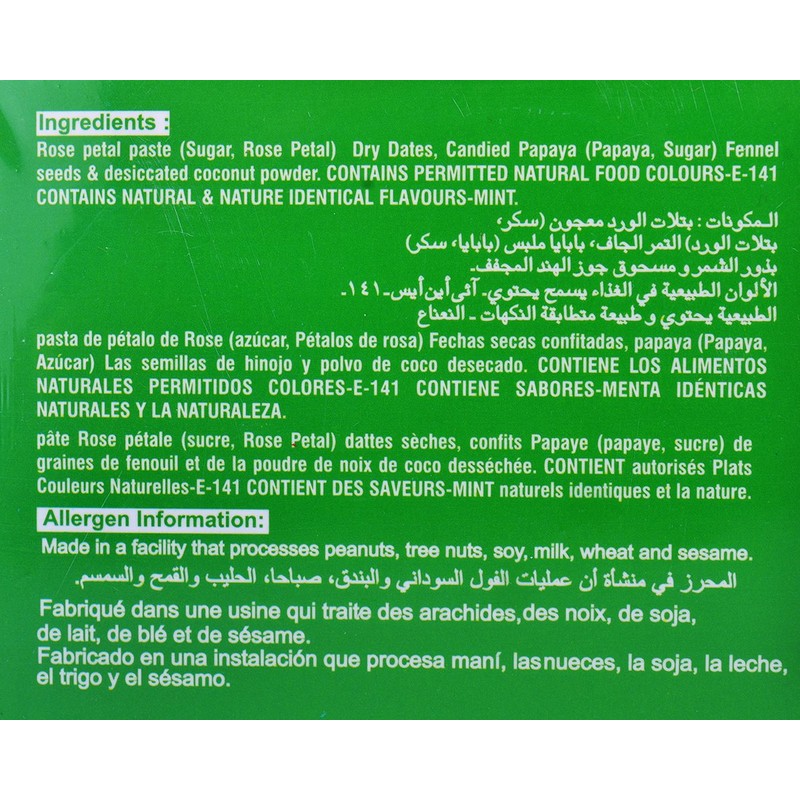 Ingredients :
Rose petal paste (Sugar, Rose Petal) Dry Dates, Candied Papaya (Papaya, Sugar) Fennel
seeds & desiccated coconut powder. CONTAINS PERMITTED NATURAL FOOD COLOURS-E-141
CONTAINS NATURAL & NATURE IDENTICAL FLAVOURS-MINT.
المكونات: بتلات الورد معجون (سكر،
بتلات الورد) التمر الجاف، بابايا ملبس (بابايا، سكر)
بذور الشمر و مسحوق جوز الهند المجفف.
الألوان الطبيعية في الغذاء يسمح يحتوي۔ آئی أین أیس۔١٤١۔
الطبيعية يحتوي و طبيعة متطابقة النكهات - النعناع
pasta de pétalo de Rose (azúcar, Pétalos de rosa) Fechas secas confitadas, papaya (Papaya,
Azúcar) Las semillas de hinojo y polvo de coco desecado. CONTIENE LOS ALIMENTOS
NATURALES PERMITIDOS COLORES-E-141 CONTIENE SABORES-MENTA IDÉNTICAS
NATURALES Y LA NATURALEZA.
pâte Rose pétale (sucre, Rose Petal) dattes sèches, confits Papaye (papaye, sucre) de
graines de fenouil et de la poudre de noix de coco desséchée. CONTIENT autorisés Plats
Couleurs Naturelles-E-141 CONTIENT DES SAVEURS-MINT naturels identiques et la nature.
Allergen Information:
Made in a facility that processes peanuts, tree nuts, soy,.milk, wheat and sesame.
المحرز في منشأة أن عمليات الفول السوداني والبندق، صباحا، الحليب والقمح والسمسم.
Fabriqué dans une usine qui traite des arachides,des noix, de soja,
de lait, de blé et de sésame.
Fabricado en una instalación que procesa maní, lasnueces, la soja, la leche,
el trigo y el sésamo.